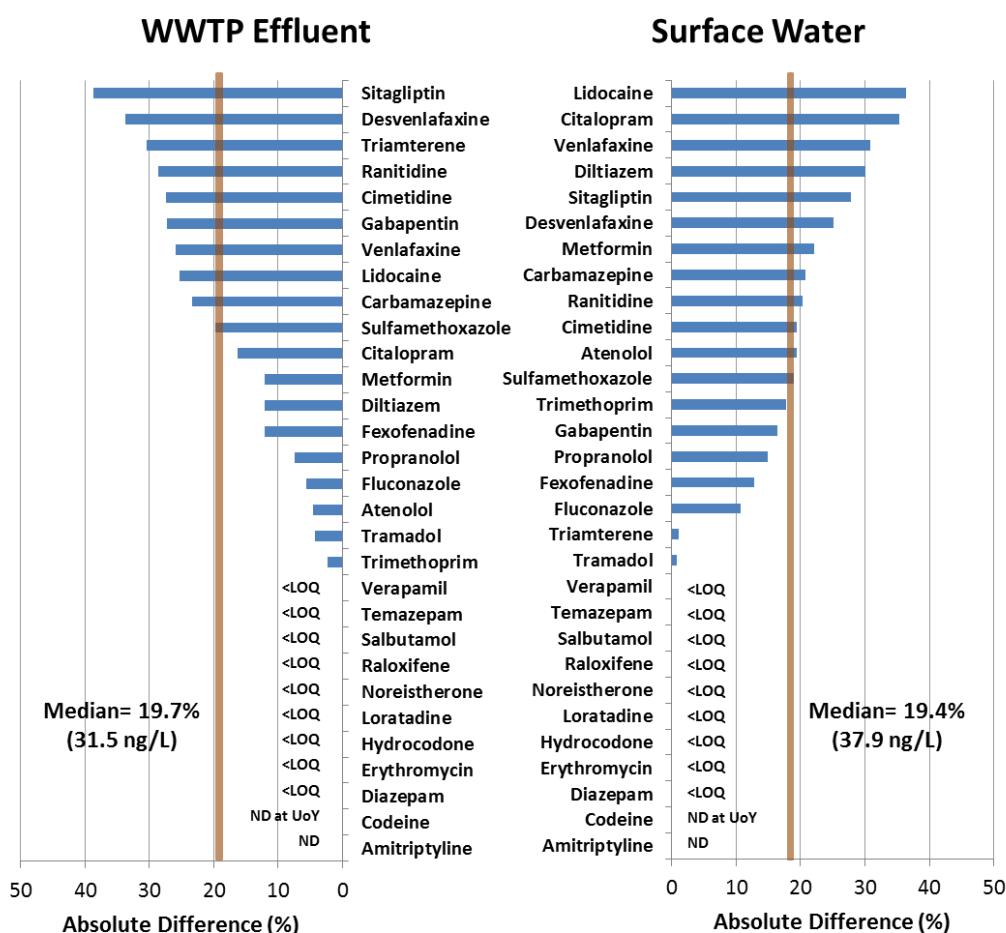 WWTP Effluent
Surface Water
Sitagliptin
Desvenlafaxine
Triamterene
Ranitidine
Cimetidine
Gabapentin
Venlafaxine
Lidocaine
Carbamazepine
Sulfamethoxazole
Citalopram
Metformin
Diltiazem
Fexofenadine
Propranolol
Fluconazole
Atenolol
Tramadol
Trimethoprim
<LOQ Verapamil
<LOQ Temazepam
<LOQ Salbutamol
<LOQ Raloxifene
<LOQ Noreistherone
<LOQ Loratadine
<LOQ Hydrocodone
<LOQ Erythromycin
<LOQ Diazepam
ND at UoY Codeine
ND Amitriptyline
Median= 19.7%
(31.5 ng/L)
50 40 30 20 10 0
Absolute Difference (%)
Lidocaine
Citalopram
Venlafaxine
Diltiazem
Sitagliptin
Desvenlafaxine
Metformin
Carbamazepine
Ranitidine
Cimetidine
Atenolol
Sulfamethoxazole
Trimethoprim
Gabapentin
Propranolol
Fexofenadine
Fluconazole
Triamterene
Tramadol
Verapamil <LOQ
Temazepam <LOQ
Salbutamol <LOQ
Raloxifene <LOQ
Noreistherone <LOQ
Loratadine <LOQ
Hydrocodone <LOQ
Erythromycin <LOQ
Diazepam <LOQ
Codeine ND at UoY
Amitriptyline ND
Median= 19.4%
(37.9 ng/L)
0 10 20 30 40 50
Absolute Difference (%)